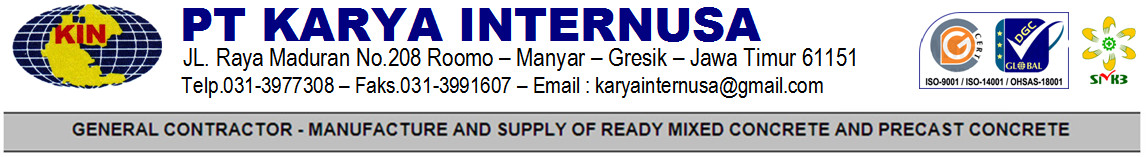 KIN
PT KARYA INTERNUSA
JL. Raya Maduran No.208 Roomo – Manyar – Gresik – Jawa Timur 61151
Telp.031-3977308 – Faks.031-3991607 – Email : karyainternusa@gmail.com
CERT
DGC
GLOBAL
ISO-9001 / ISO-14001 / OHSAS-18001
SMK3
GENERAL CONTRACTOR - MANUFACTURE AND SUPPLY OF READY MIXED CONCRETE AND PRECAST CONCRETE